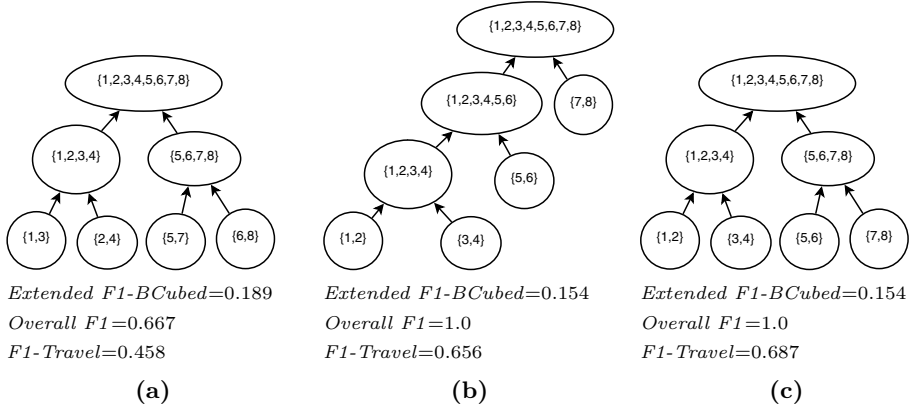 {1,2,3,4,5,6,7,8}
{1,2,3,4} {5,6,7,8}
{1,3} {2,4} {5,7} {6,8}
Extended F1-BCubed=0.189
Overall F1=0.667
F1-Travel=0.458
(a)
{1,2,3,4,5,6,7,8}
{1,2,3,4,5,6} {7,8}
{1,2,3,4} {5,6}
{1,2} {3,4}
Extended F1-BCubed=0.154
Overall F1=1.0
F1-Travel=0.656
(b)
{1,2,3,4,5,6,7,8}
{1,2,3,4} {5,6,7,8}
{1,2} {3,4} {5,6} {7,8}
Extended F1-BCubed=0.154
Overall F1=1.0
F1-Travel=0.687
(c)